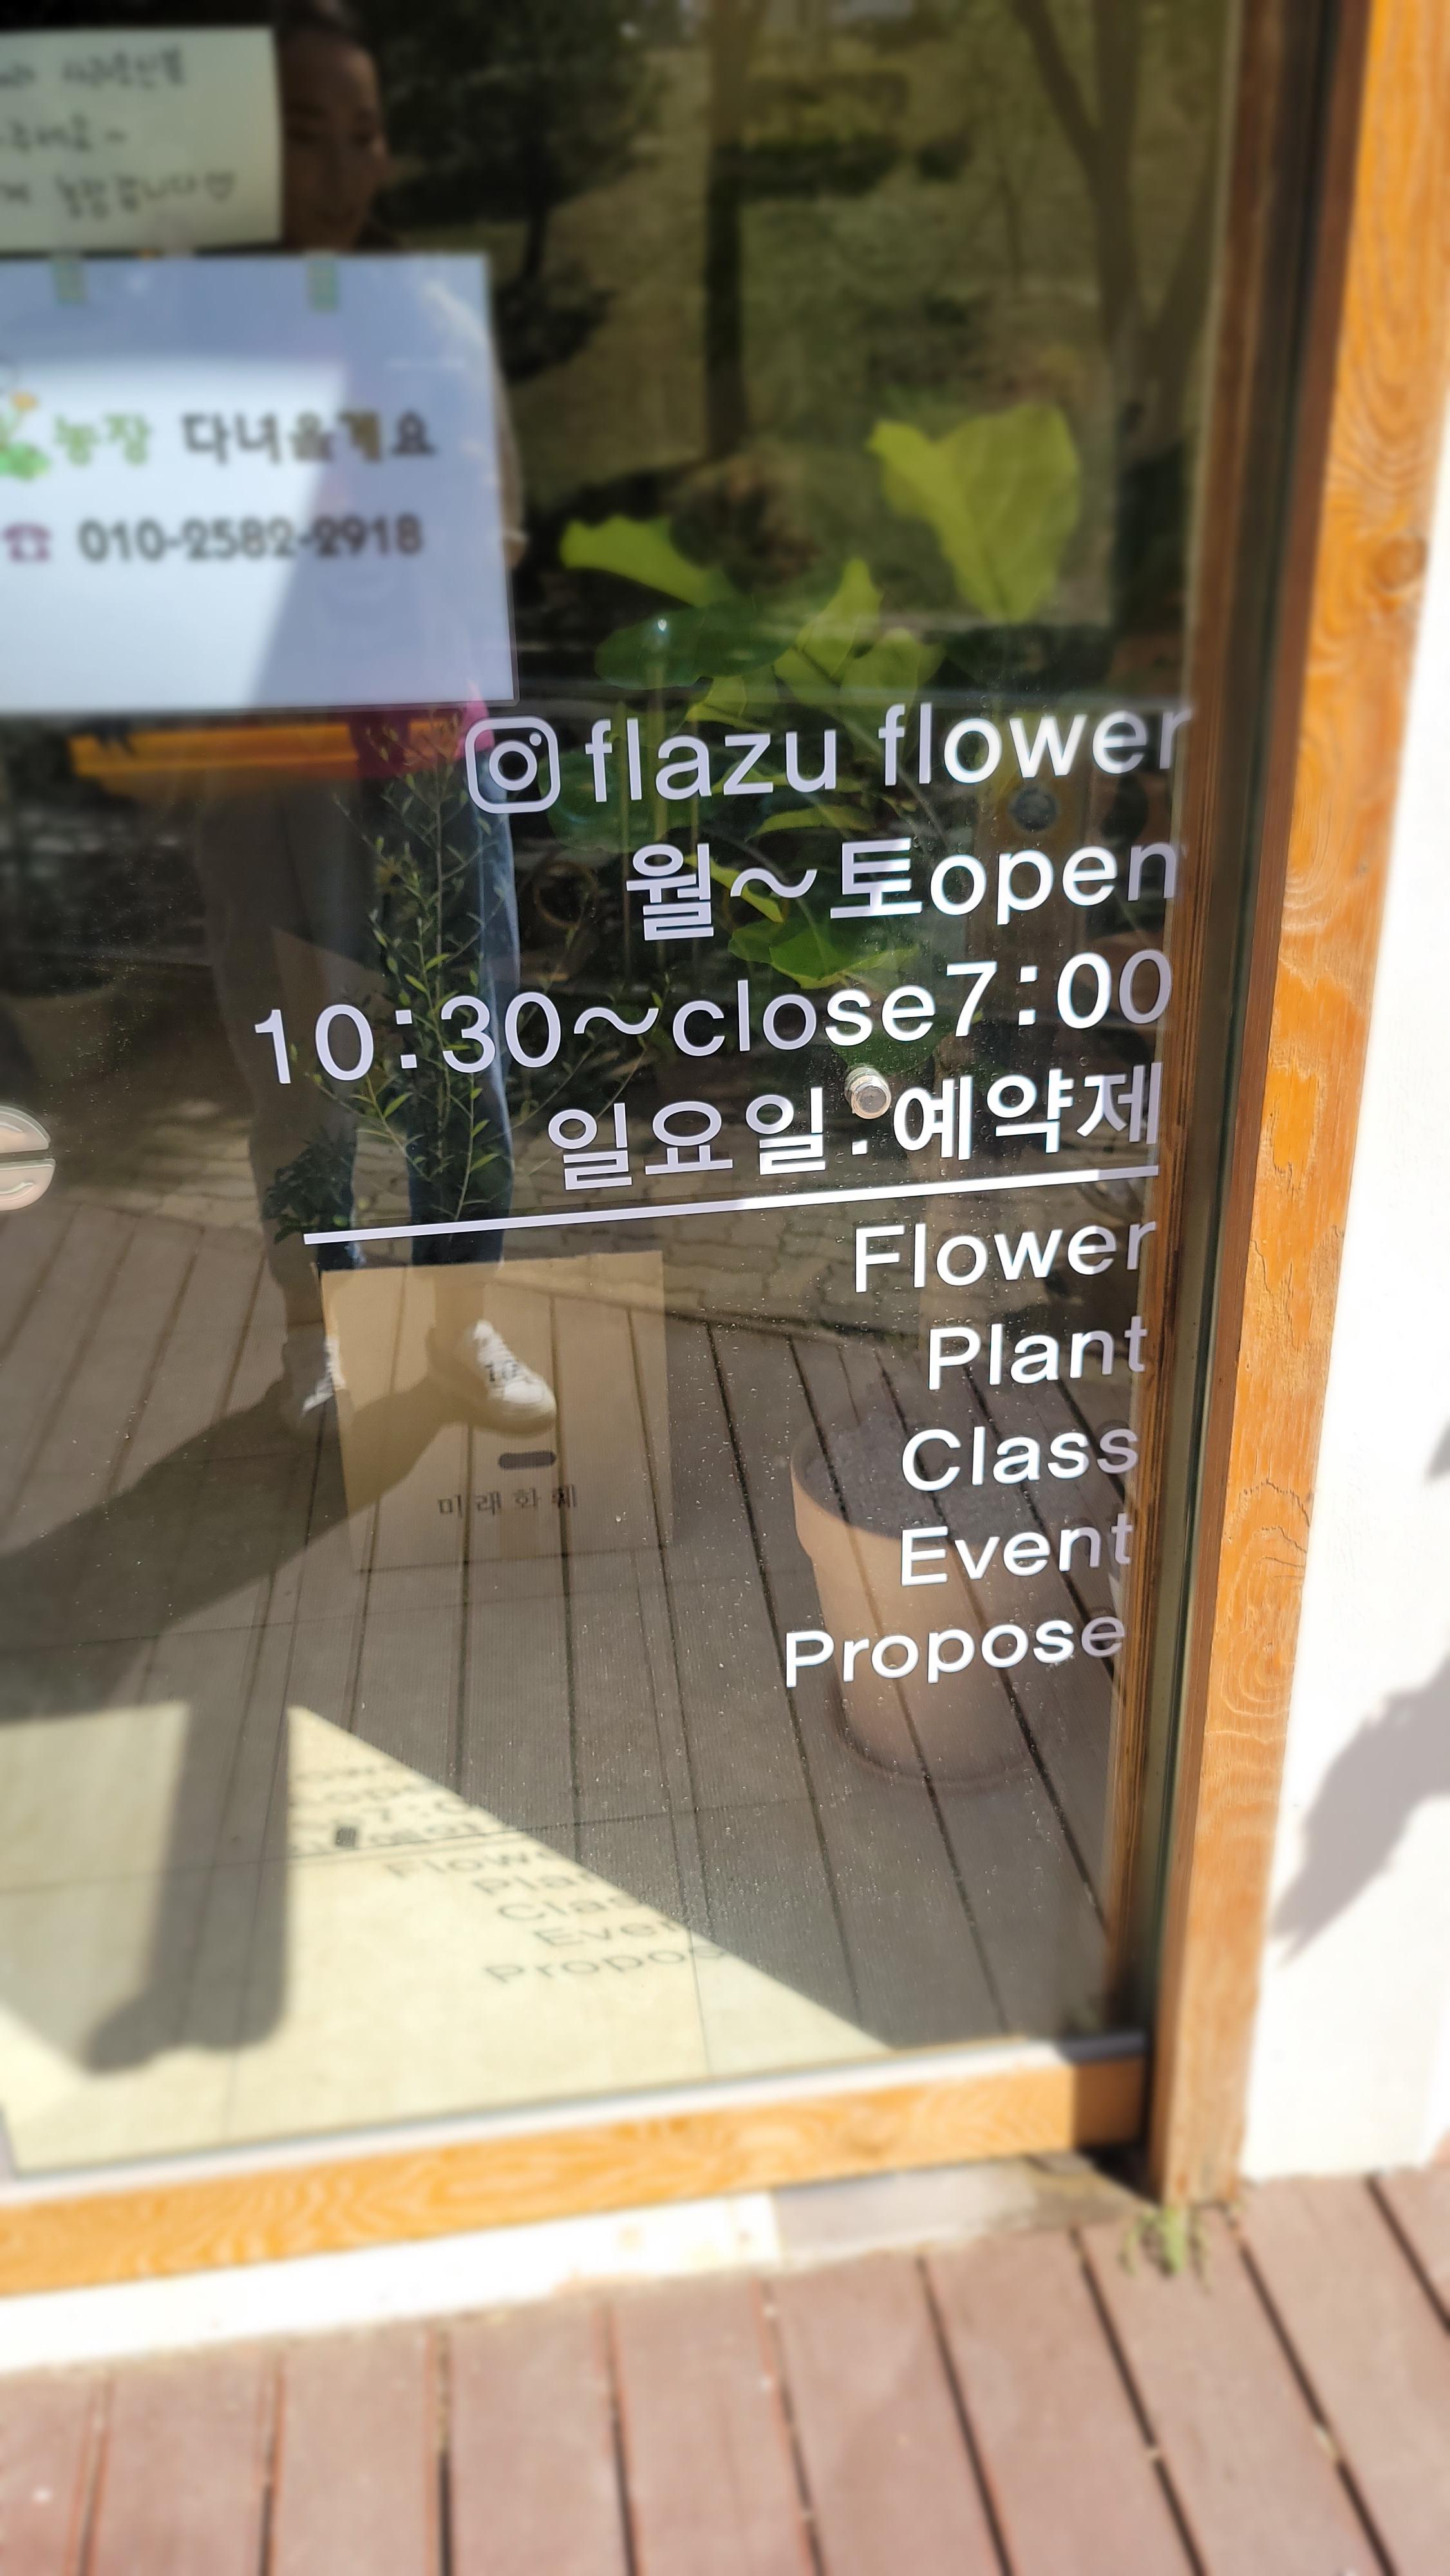 농장 다녀올게요
010-2582-2918
flazu flower
월~토open
10:30~close7:00
일요일.예약제
Flower
Plant
Class
Event
Propose
미래화훼